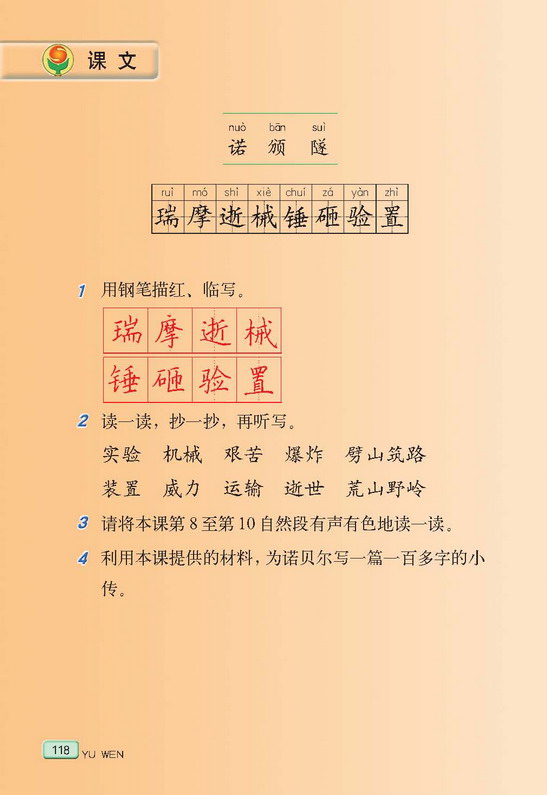 课文
nuò bān suì
诺 颁 隧
ruì mó shì xiè chuí zá yàn zhì
瑞 摩 逝 械 锤 砸 验 置
1 用钢笔描红、临写。
瑞 摩 逝 械
锤 砸 验 置
2 读一读，抄一抄，再听写。
实验 机械 艰苦 爆炸 劈山筑路
装置 威力 运输 逝世 荒山野岭
3 请将本课第8至第10自然段有声有色地读一读。
4 利用本课提供的材料，为诺贝尔写一篇一百多字的小
传。
118 YU WEN